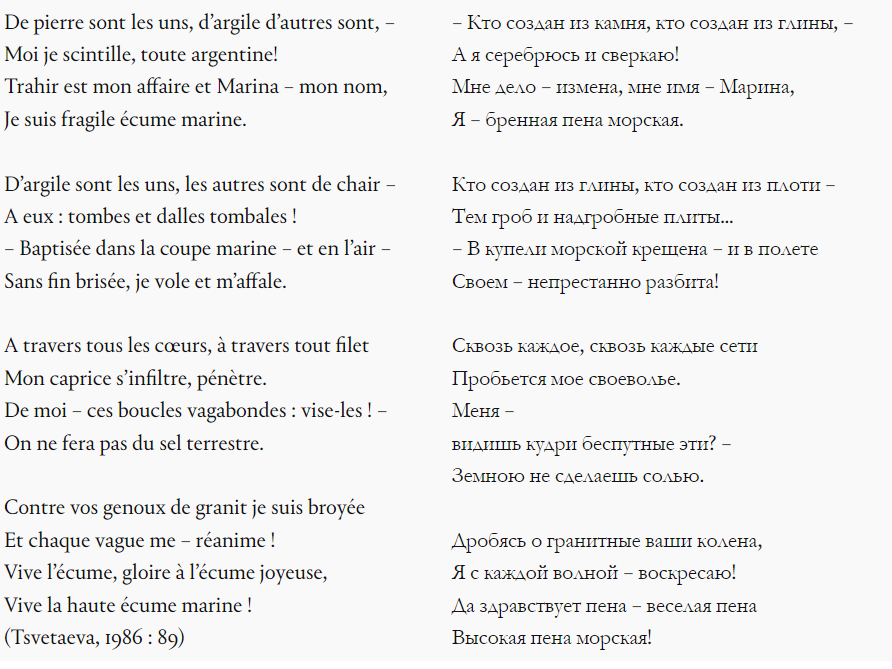 De pierre sont les uns, d’argile d’autres sont, –
Moi je scintille, toute argentine!
Trahir est mon affaire et Marina – mon nom,
Je suis fragile écume marine.
D’argile sont les uns, les autres sont de chair –
A eux : tombes et dalles tombales !
– Baptisée dans la coupe marine – et en l’air –
Sans fin brisée, je vole et m’affale.
A travers tous les cœurs, à travers tout filet
Mon caprice s’infiltre, pénètre.
De moi – ces boucles vagabondes : vise-les ! –
On ne fera pas du sel terrestre.
Contre vos genoux de granit je suis broyée
Et chaque vague me – réanime !
Vive l’écume, gloire à l’écume joyeuse,
Vive la haute écume marine !
(Tsvetaeva, 1986 : 89)
– Кто создан из камня, кто создан из глины, –
А я серебрюсь и сверкаю!
Мне дело – измена, мне имя – Марина,
Я – бренная пена морская.
Кто создан из глины, кто создан из плоти –
Тем гроб и надгробные плиты...
– В купели морской крещена – и в полете
Своем – непрестанно разбита!
Сквозь каждое, сквозь каждые сети
Пробьется мое своеволье.
Меня –
видишь кудри беспутные эти? –
Земною не сделаешь солью.
Дробясь о гранитные ваши колена,
Я с каждой волной – воскресаю!
Да здравствует пена – веселая пена
Высокая пена морская!